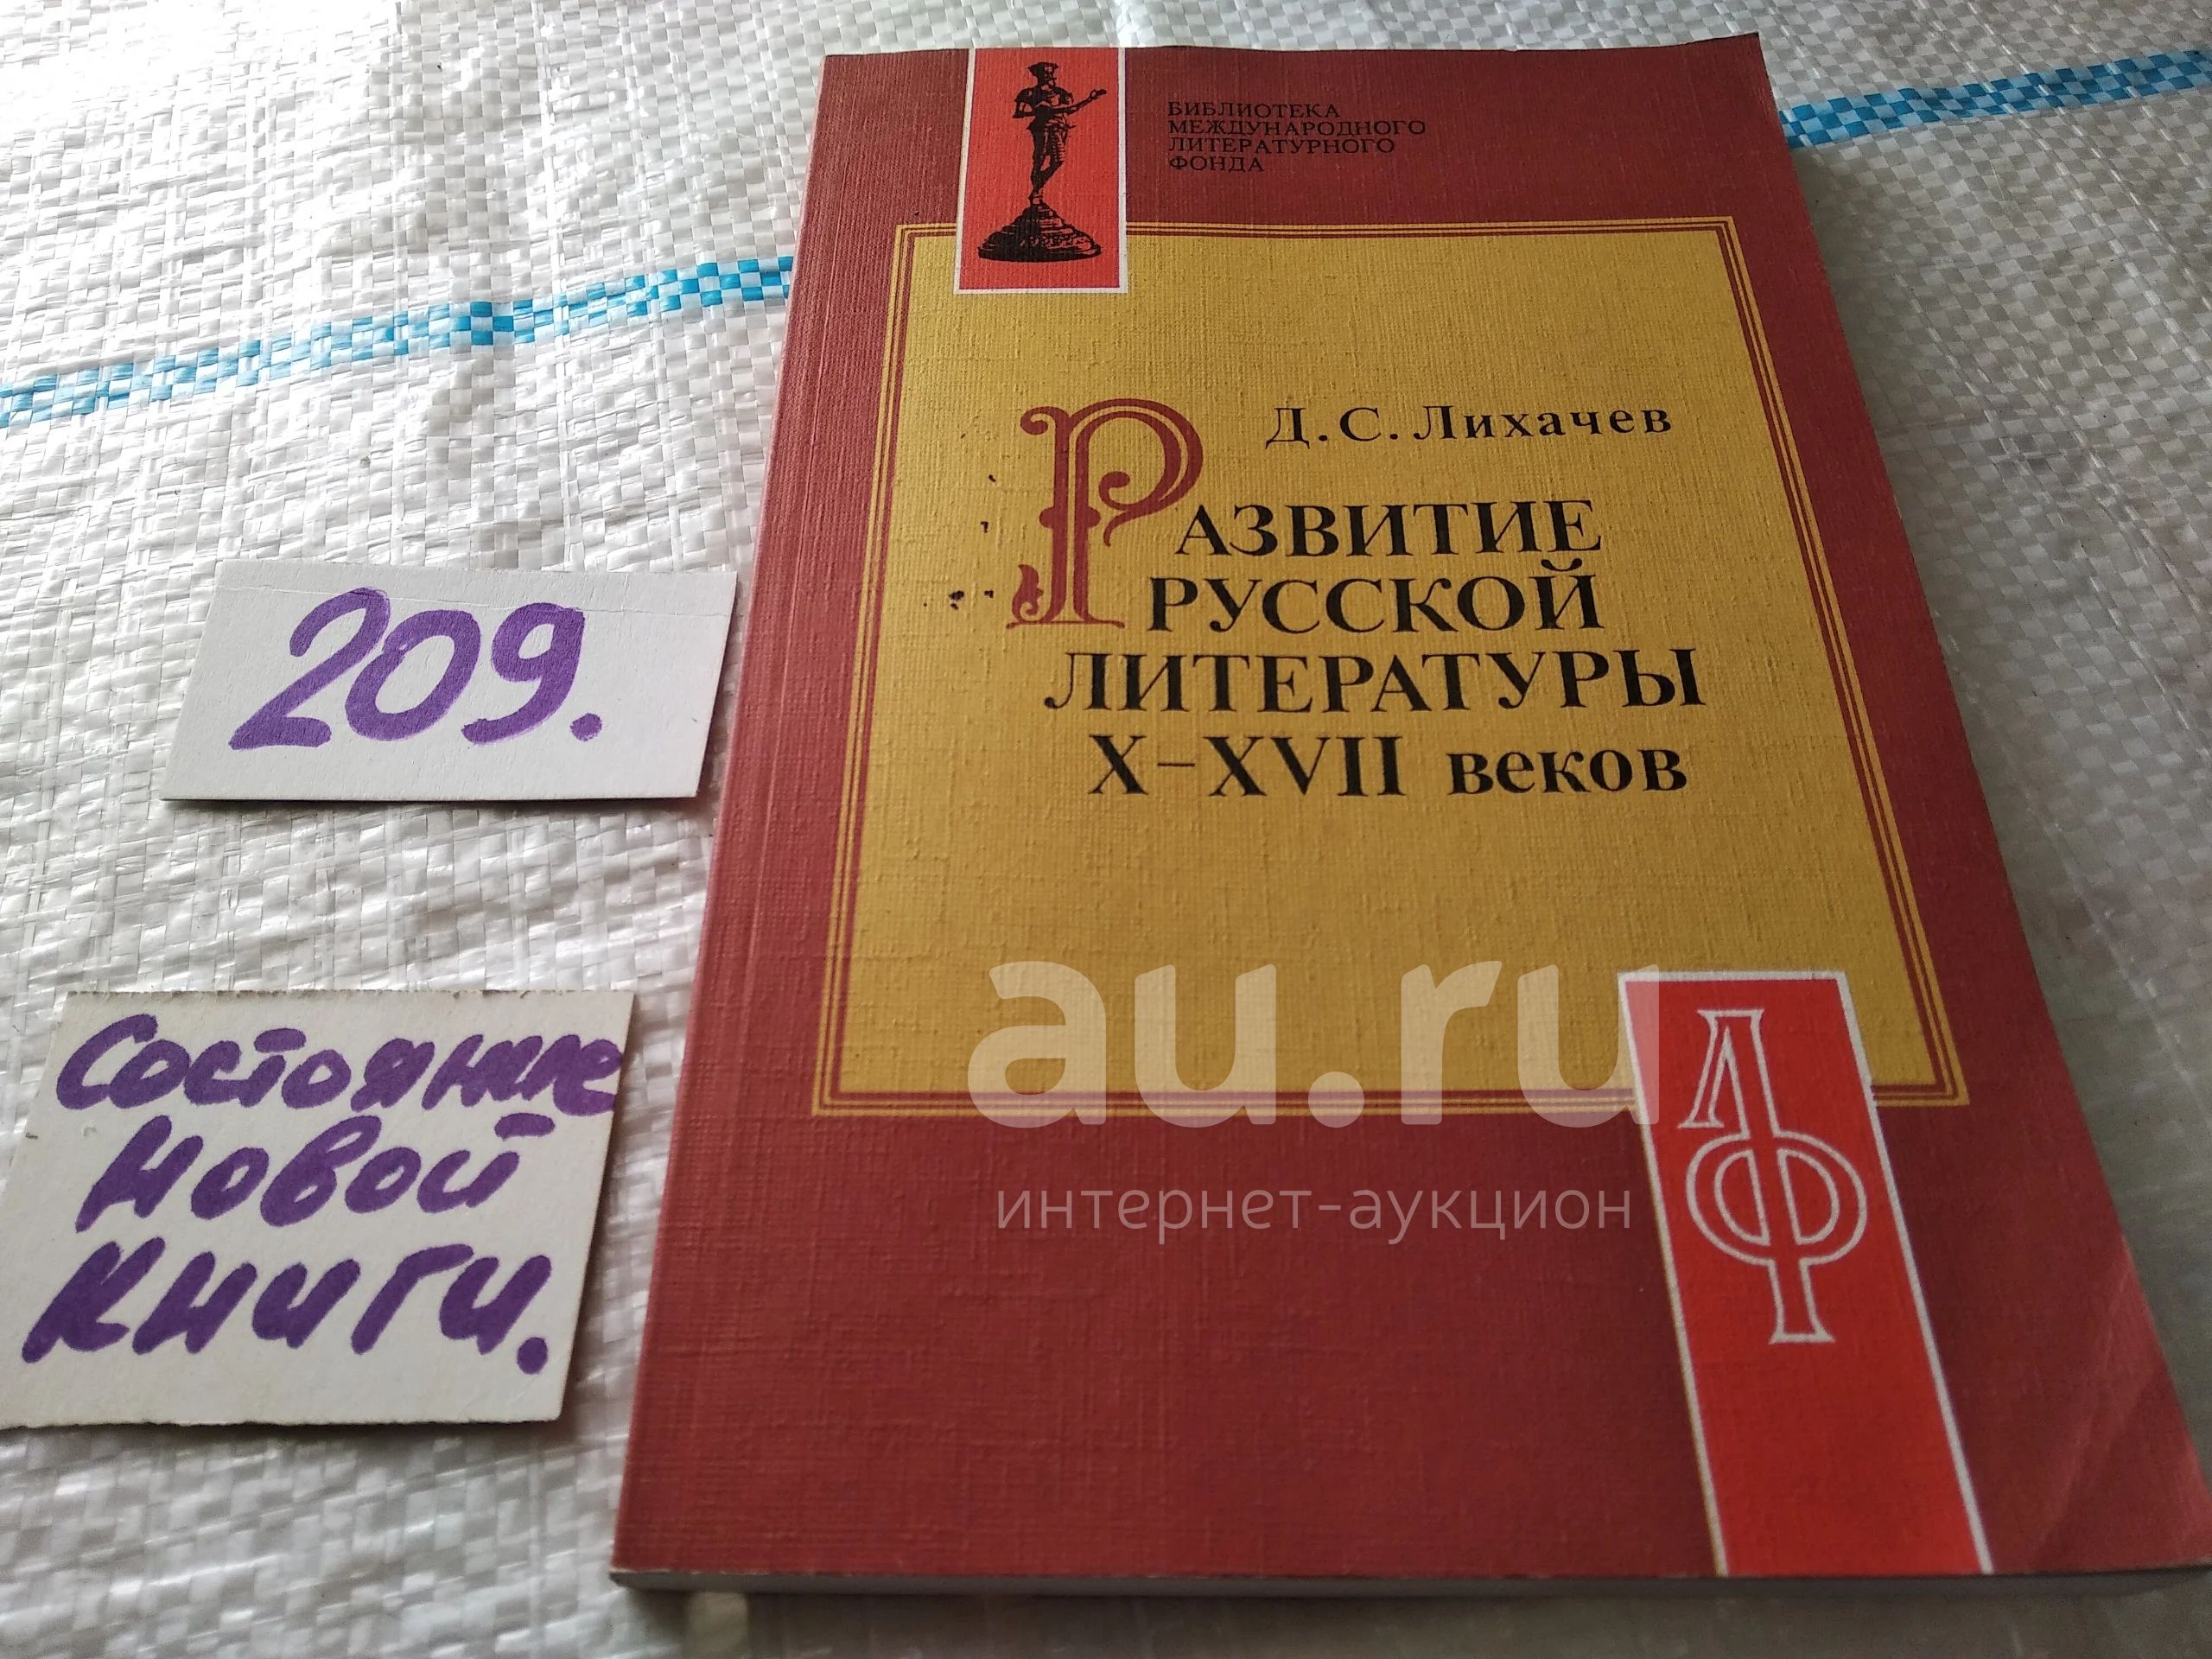 БИБЛИОТЕКА
МЕЖДУНАРОДНОГО
ЛИТЕРАТУРНОГО
ФОНДА
Д.С. Лихачев
РАЗВИТИЕ
РУССКОЙ
ЛИТЕРАТУРЫ
X–XVII веков
ЛФ
209.
Состояние
новой
книги.
au.ru
интернет-аукцион